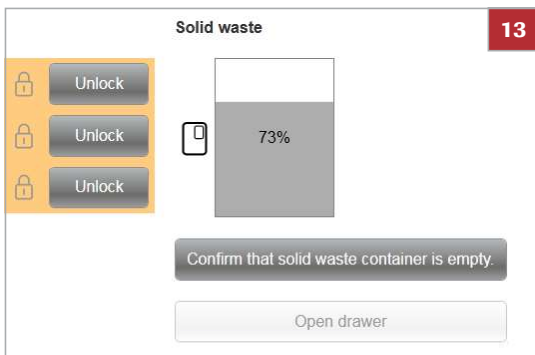 Solid waste
13
Unlock
Unlock
73%
Unlock
Confirm that solid waste container is empty.
Open drawer